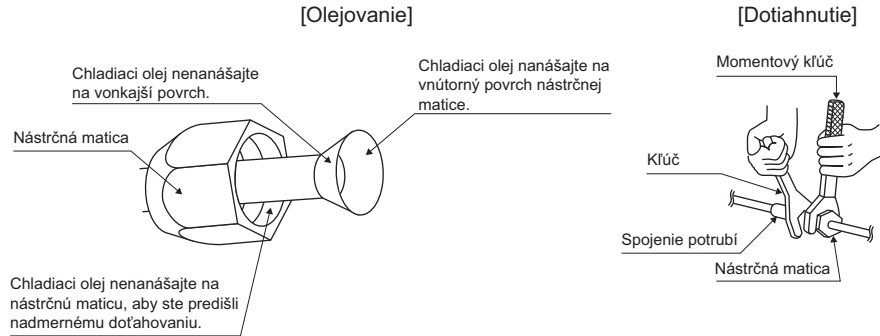 [Olejovanie]
Chladiaci olej nenanášajte
na vonkajší povrch.
Chladiaci olej nanášajte na
vnútorný povrch nástrčnej
matice.
Nástrčná matica
Chladiaci olej nenanášajte na
nástrčnú maticu, aby ste predišli
nadmernému doťahovaniu.
[Dotiahnutie]
Momentový kľúč
Kľúč
Spojenie potrubí
Nástrčná matica